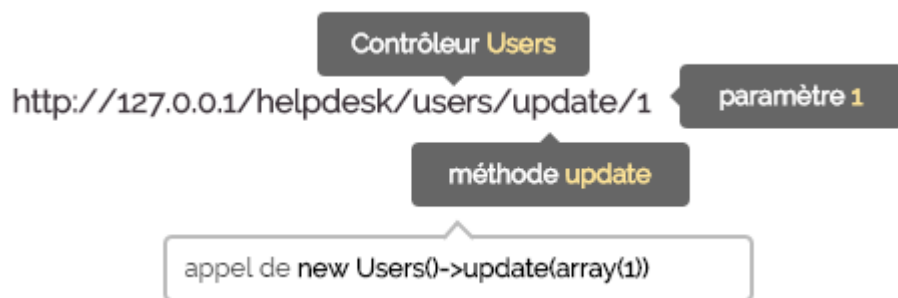 Contrôleur Users
http://127.0.0.1/helpdesk/users/update/1
paramètre 1
méthode update
appel de new Users()->update(array(1))